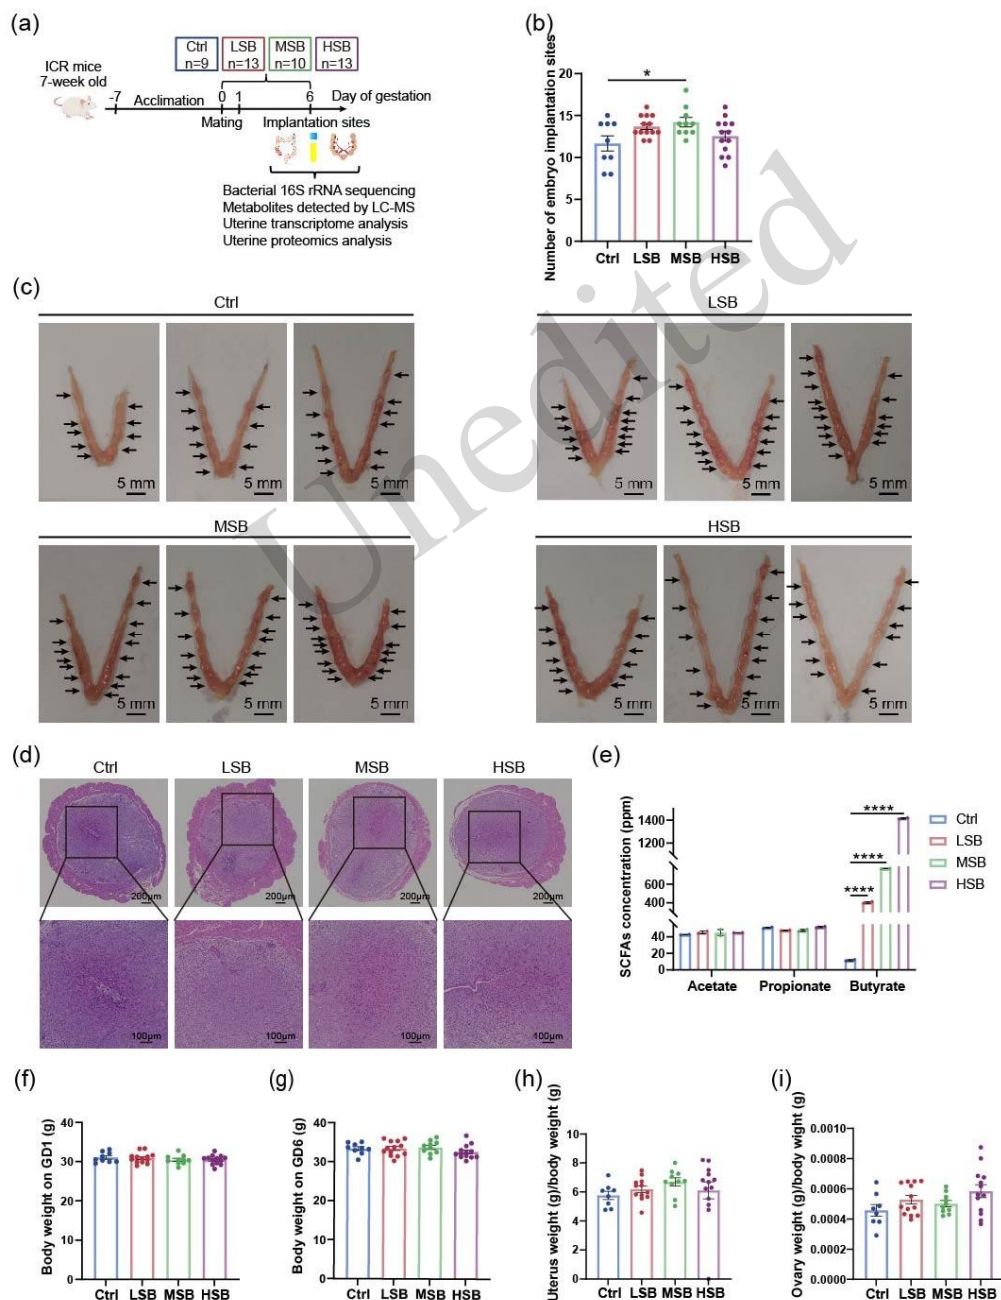 (a)
Ctrl LSB MSB HSB
n=9 n=13 n=10 n=13
ICR mice
7-week old
-7 Acclimation 0 1 6 Day of gestation
Mating Implantation sites
Bacterial 16S rRNA sequencing
Metabolites detected by LC-MS
Uterine transcriptome analysis
Uterine proteomics analysis
(b)
Number of embryo implantation sites
20
15
10
5
0
*
Ctrl LSB MSB HSB
(c)
Ctrl
5 mm 5 mm 5 mm
LSB
5 mm 5 mm 5 mm
MSB
5 mm 5 mm 5 mm
HSB
5 mm 5 mm 5 mm
Unedited
(d)
Ctrl LSB MSB HSB
200μm 200μm 200μm 200μm
100μm 100μm 100μm 100μm
(e)
SCFAs concentration (ppm)
1400
1200
600
400
40
20
0
****
****
****
Acetate Propionate Butyrate
Ctrl
LSB
MSB
HSB
(f)
Body weight on GD1 (g)
40
30
20
10
0
Ctrl LSB MSB HSB
(g)
Body weight on GD6 (g)
40
30
20
10
0
Ctrl LSB MSB HSB
(h)
Uterus weight (g)/body weight (g)
10
8
6
4
2
0
Ctrl LSB MSB HSB
(i)
Ovary weight (g)/body wight (g)
0.0010
0.0008
0.0006
0.0004
0.0002
0.0000
Ctrl LSB MSB HSB